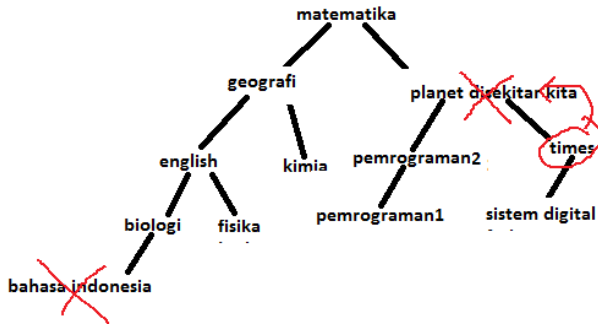 matematika
geografi
planet disekitar kita
english
kimia
pemrograman2
times
biologi
fisika
pemrograman1
sistem digital
bahasa indonesia